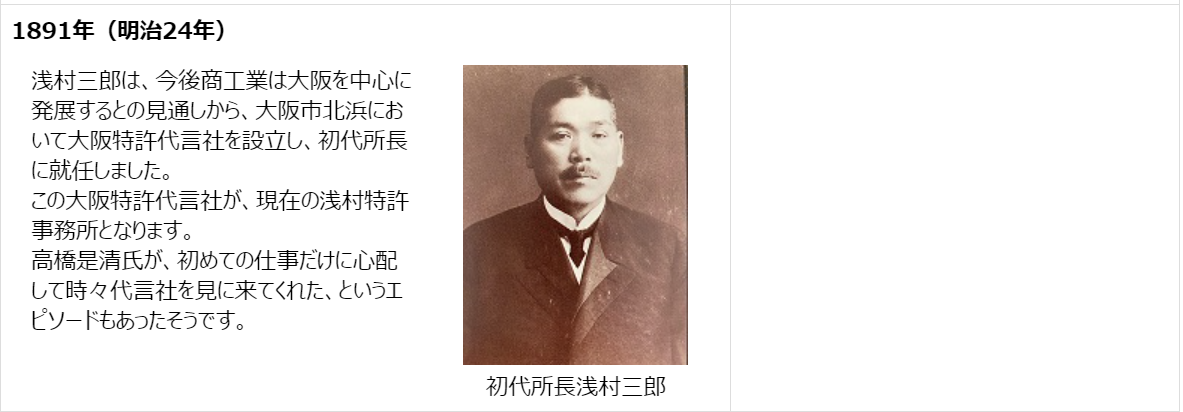 1891年（明治24年）
浅村三郎は、今後商工業は大阪を中心に
発展するとの見通しから、大阪市北浜にお
いて大阪特許代言社を設立し、初代所長
に就任しました。
この大阪特許代言社が、現在の浅村特許
事務所となります。
高橋是清氏が、初めての仕事だけに心配
して時々代言社を見に来てくれた、というエ
ピソードもあったそうです。
初代所長浅村三郎